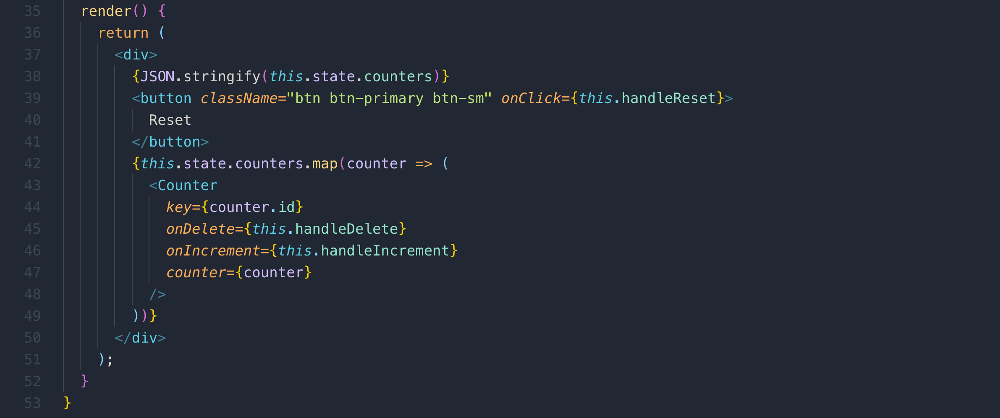 35 render() {
36 return (
37 <div>
38 {JSON.stringify(this.state.counters)}
39 <button className="btn btn-primary btn-sm" onClick={this.handleReset}>
40 Reset
41 </button>
42 {this.state.counters.map(counter => (
43 <Counter
44 key={counter.id}
45 onDelete={this.handleDelete}
46 onIncrement={this.handleIncrement}
47 counter={counter}
48 />
49 ))}
50 </div>
51 );
52 }
53 }